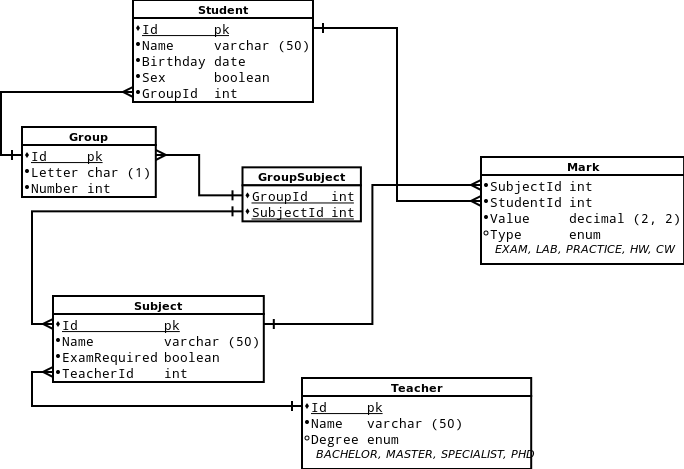 Student
Id pk
Name varchar (50)
Birthday date
Sex boolean
GroupId int
Group
Id pk
Letter char (1)
Number int
GroupSubject
GroupId int
SubjectId int
Mark
SubjectId int
StudentId int
Value decimal (2, 2)
Type enum
EXAM, LAB, PRACTICE, HW, CW
Subject
Id pk
Name varchar (50)
ExamRequired boolean
TeacherId int
Teacher
Id pk
Name varchar (50)
Degree enum
BACHELOR, MASTER, SPECIALIST, PHD